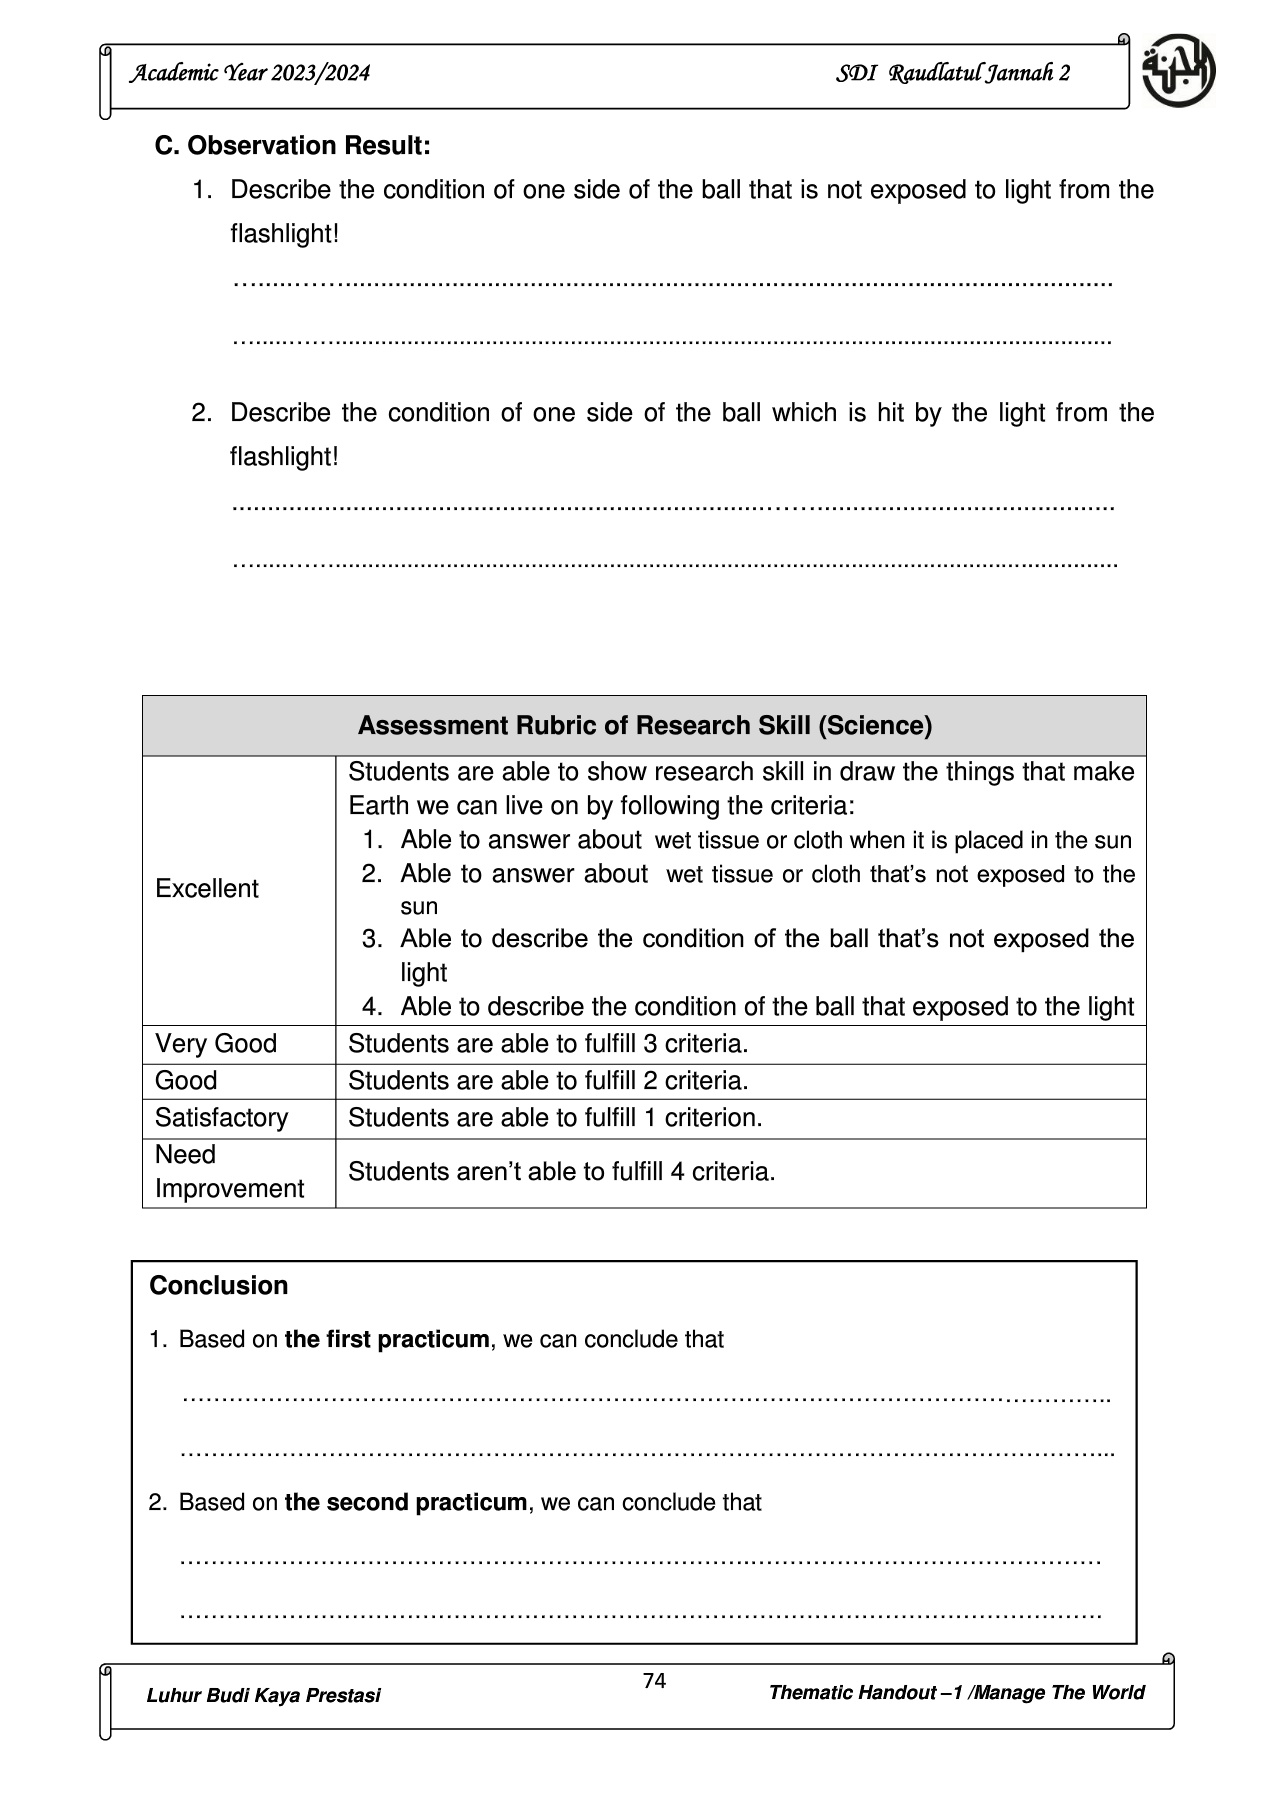 Academic Year 2023/2024 SDI Raudlatul Jannah 2
C. Observation Result:
1. Describe the condition of one side of the ball that is not exposed to light from the
flashlight!
2. Describe the condition of one side of the ball which is hit by the light from the
flashlight!
Assessment Rubric of Research Skill (Science)
Excellent
Students are able to show research skill in draw the things that make
Earth we can live on by following the criteria:
1. Able to answer about wet tissue or cloth when it is placed in the sun
2. Able to answer about wet tissue or cloth that's not exposed to the
sun
3. Able to describe the condition of the ball that's not exposed the
light
4. Able to describe the condition of the ball that exposed to the light
Very Good Students are able to fulfill 3 criteria.
Good Students are able to fulfill 2 criteria.
Satisfactory Students are able to fulfill 1 criterion.
Need
Improvement
Students aren't able to fulfill 4 criteria.
Conclusion
1. Based on the first practicum, we can conclude that
2. Based on the second practicum, we can conclude that
Luhur Budi Kaya Prestasi 74 Thematic Handout –1 /Manage The World